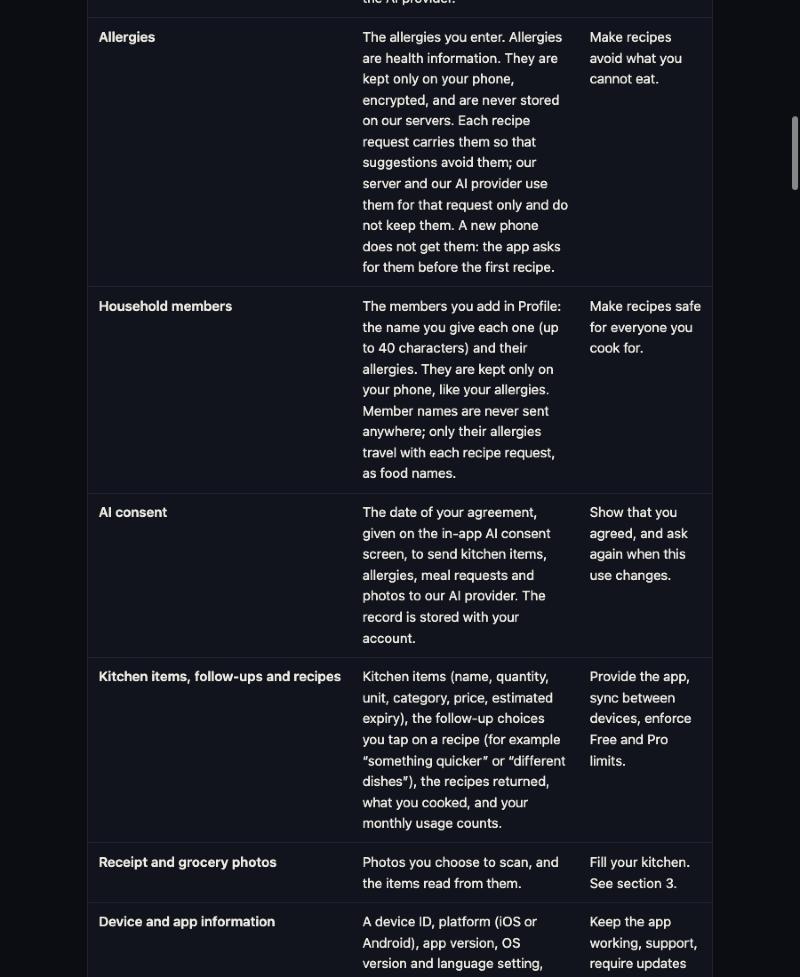 the AI provider.
Allergies
The allergies you enter. Allergies
are health information. They are
kept only on your phone,
encrypted, and are never stored
on our servers. Each recipe
request carries them so that
suggestions avoid them; our
server and our AI provider use
them for that request only and do
not keep them. A new phone
does not get them: the app asks
for them before the first recipe.
Make recipes
avoid what you
cannot eat.
Household members
The members you add in Profile:
the name you give each one (up
to 40 characters) and their
allergies. They are kept only on
your phone, like your allergies.
Member names are never sent
anywhere; only their allergies
travel with each recipe request,
as food names.
Make recipes safe
for everyone you
cook for.
AI consent
The date of your agreement,
given on the in-app AI consent
screen, to send kitchen items,
allergies, meal requests and
photos to our AI provider. The
record is stored with your
account.
Show that you
agreed, and ask
again when this
use changes.
Kitchen items, follow-ups and recipes
Kitchen items (name, quantity,
unit, category, price, estimated
expiry), the follow-up choices
you tap on a recipe (for example
“something quicker” or “different
dishes”), the recipes returned,
what you cooked, and your
monthly usage counts.
Provide the app,
sync between
devices, enforce
Free and Pro
limits.
Receipt and grocery photos
Photos you choose to scan, and
the items read from them.
Fill your kitchen.
See section 3.
Device and app information
A device ID, platform (iOS or
Android), app version, OS
version and language setting,
Keep the app
working, support,
require updates